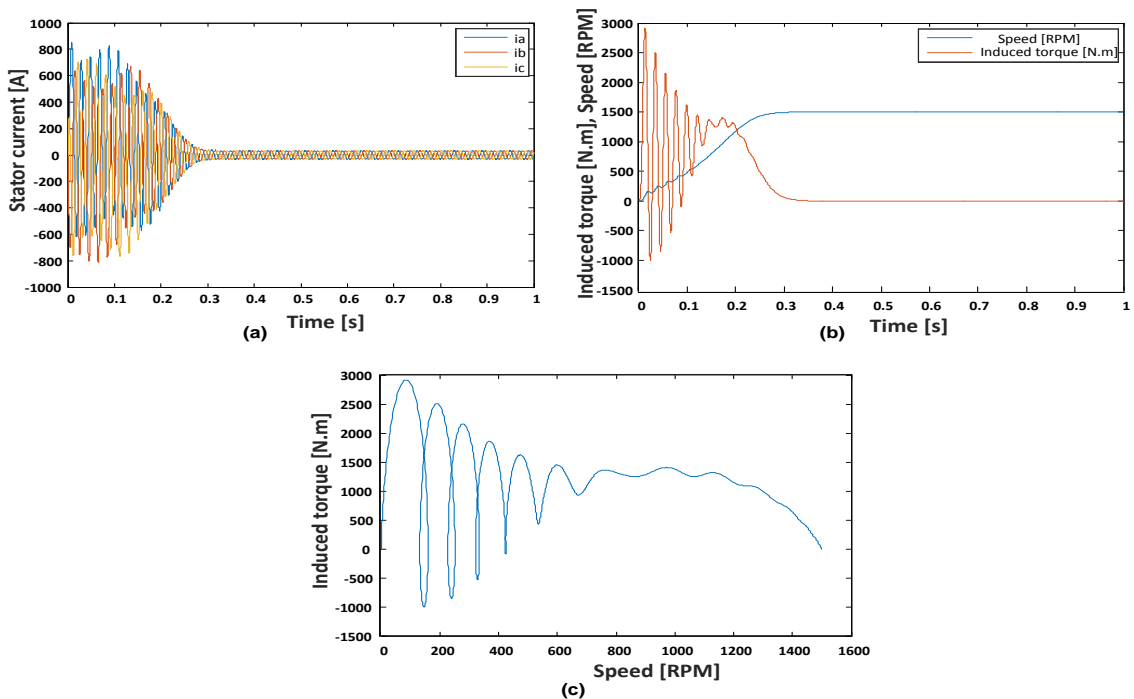 Stator current [A]
1000
800
600
400
200
0
-200
-400
-600
-800
-1000
ia
ib
ic
0 0.1 0.2 0.3 0.4 0.5 0.6 0.7 0.8 0.9 1
Time [s]
(a)
Induced torque [N.m], Speed [RPM]
3000
2500
2000
1500
1000
500
0
-500
-1000
-1500
Speed [RPM]
Induced torque [N.m]
0 0.1 0.2 0.3 0.4 0.5 0.6 0.7 0.8 0.9 1
Time [s]
(b)
Induced torque [N.m]
3000
2500
2000
1500
1000
500
0
-500
-1000
-1500
0 200 400 600 800 1000 1200 1400 1600
Speed [RPM]
(c)